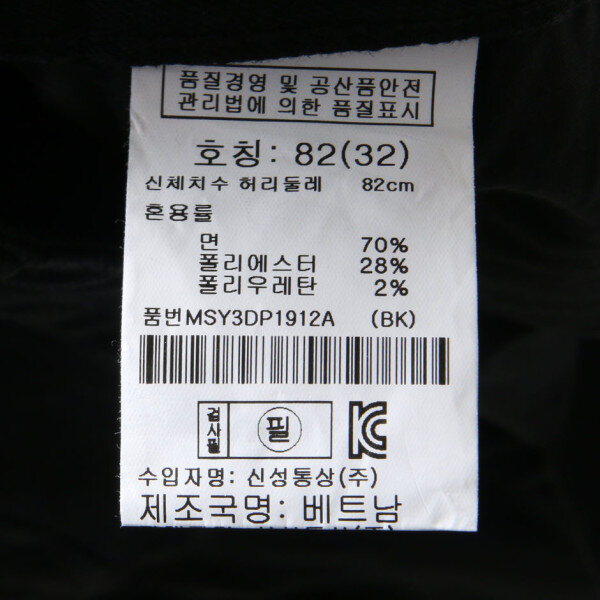 품질경영 및 공산품안전
관리법에 의한 품질표시
호칭: 82(32)
신체치수 허리둘레 82cm
혼용률
면 70%
폴리에스터 28%
폴리우레탄 2%
품번MSY3DP1912A (BK)
검사필 필
수입자명: 신성통상(주)
제조국명: 베트남